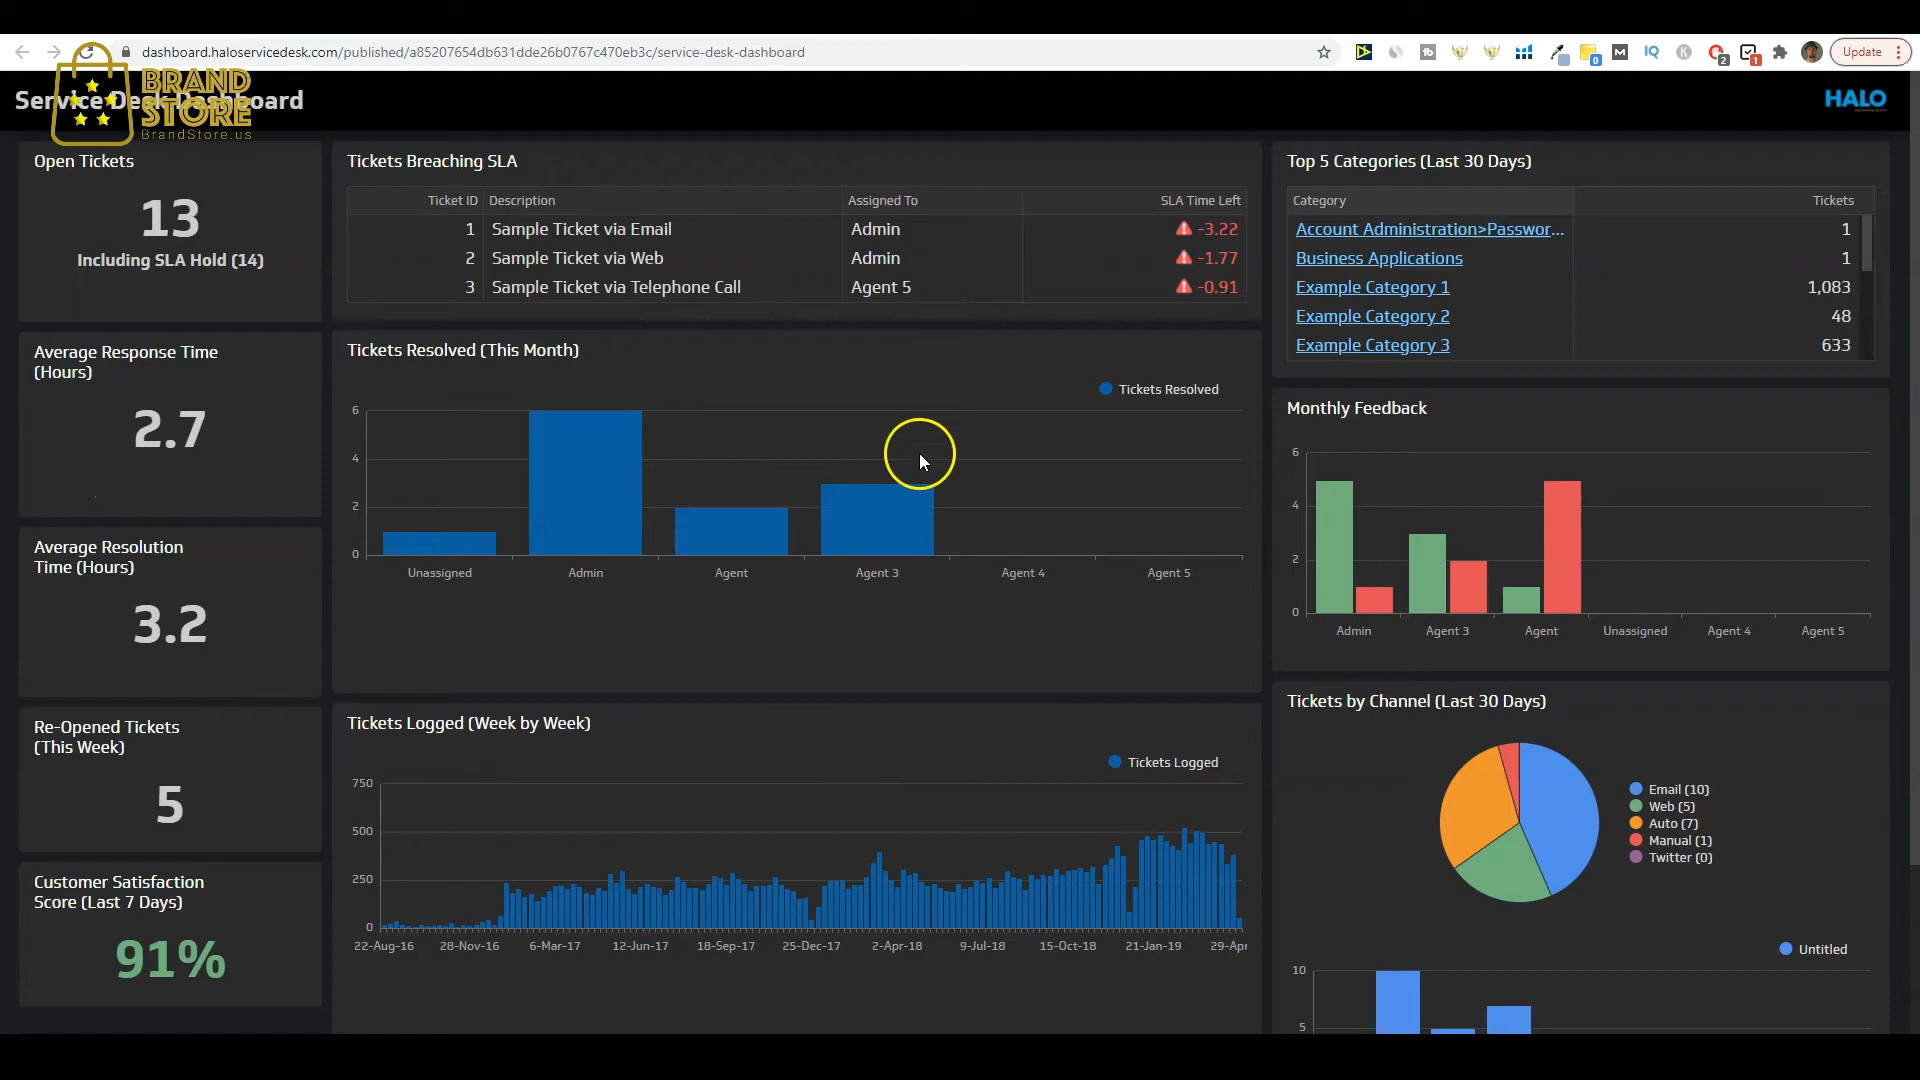 dashboard.haloservicedesk.com/published/a85207654db631dde26b0767c470eb3c/service-desk-dashboard
Update
Service Desk Dashboard
BRAND
STORE
BrandStore.us
HALO
Open Tickets
13
Including SLA Hold (14)
Average Response Time
(Hours)
2.7
Average Resolution
Time (Hours)
3.2
Re-Opened Tickets
(This Week)
5
Customer Satisfaction
Score (Last 7 Days)
91%
Tickets Breaching SLA
Ticket ID Description Assigned To SLA Time Left
1 Sample Ticket via Email Admin -3.22
2 Sample Ticket via Web Admin -1.77
3 Sample Ticket via Telephone Call Agent 5 -0.91
Tickets Resolved (This Month)
Tickets Resolved
6
4
2
0
Unassigned Admin Agent Agent 3 Agent 4 Agent 5
Tickets Logged (Week by Week)
Tickets Logged
750
500
250
0
22-Aug-16 28-Nov-16 6-Mar-17 12-Jun-17 18-Sep-17 25-Dec-17 2-Apr-18 9-Jul-18 15-Oct-18 21-Jan-19 29-Apr
Top 5 Categories (Last 30 Days)
Category Tickets
Account Administration>Passwor... 1
Business Applications 1
Example Category 1 1,083
Example Category 2 48
Example Category 3 633
Monthly Feedback
6
4
2
0
Admin Agent 3 Agent Unassigned Agent 4 Agent 5
Tickets by Channel (Last 30 Days)
Email (10)
Web (5)
Auto (7)
Manual (1)
Twitter (0)
Untitled
10
5